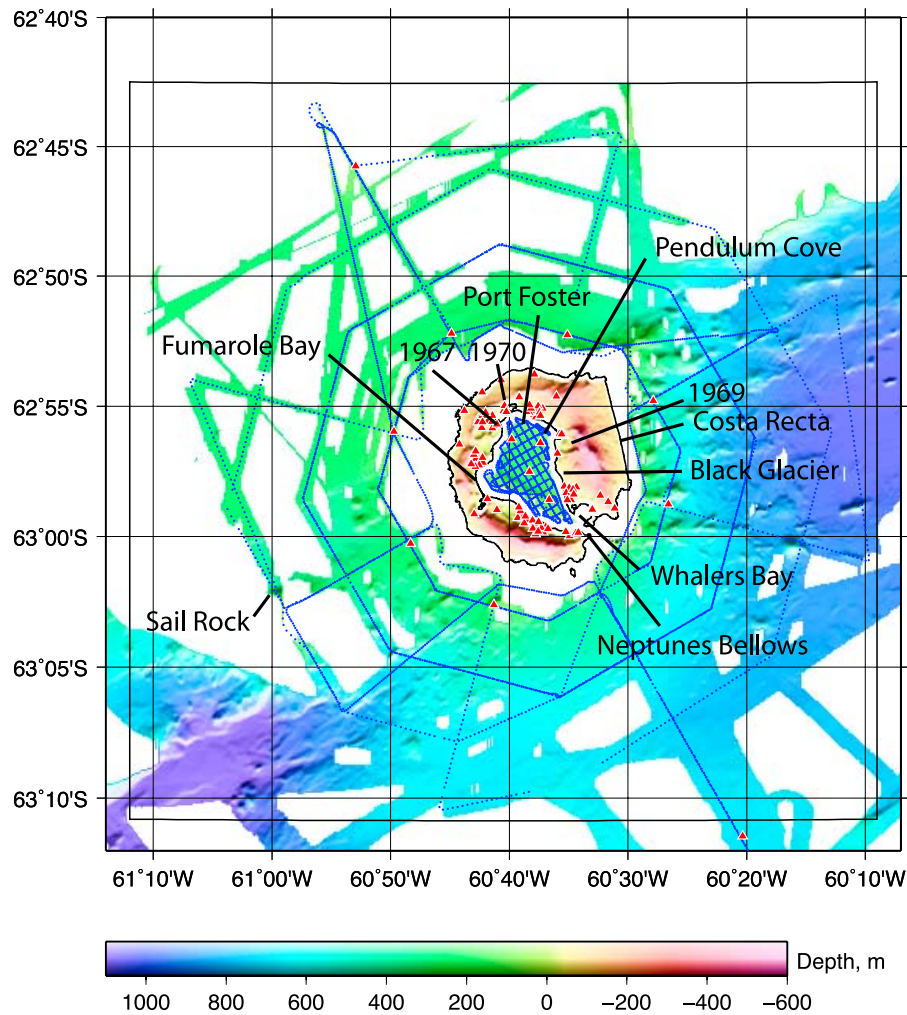 62˚40'S
62˚45'S
62˚50'S
Pendulum Cove
Port Foster
Fumarole Bay
1967
1970
62˚55'S
1969
Costa Recta
Black Glacier
63˚00'S
Whalers Bay
Sail Rock
Neptunes Bellows
63˚05'S
63˚10'S
61˚10'W
61˚00'W
60˚50'W
60˚40'W
60˚30'W
60˚20'W
60˚10'W
Depth, m
1000
800
600
400
200
0
−200
−400
−600